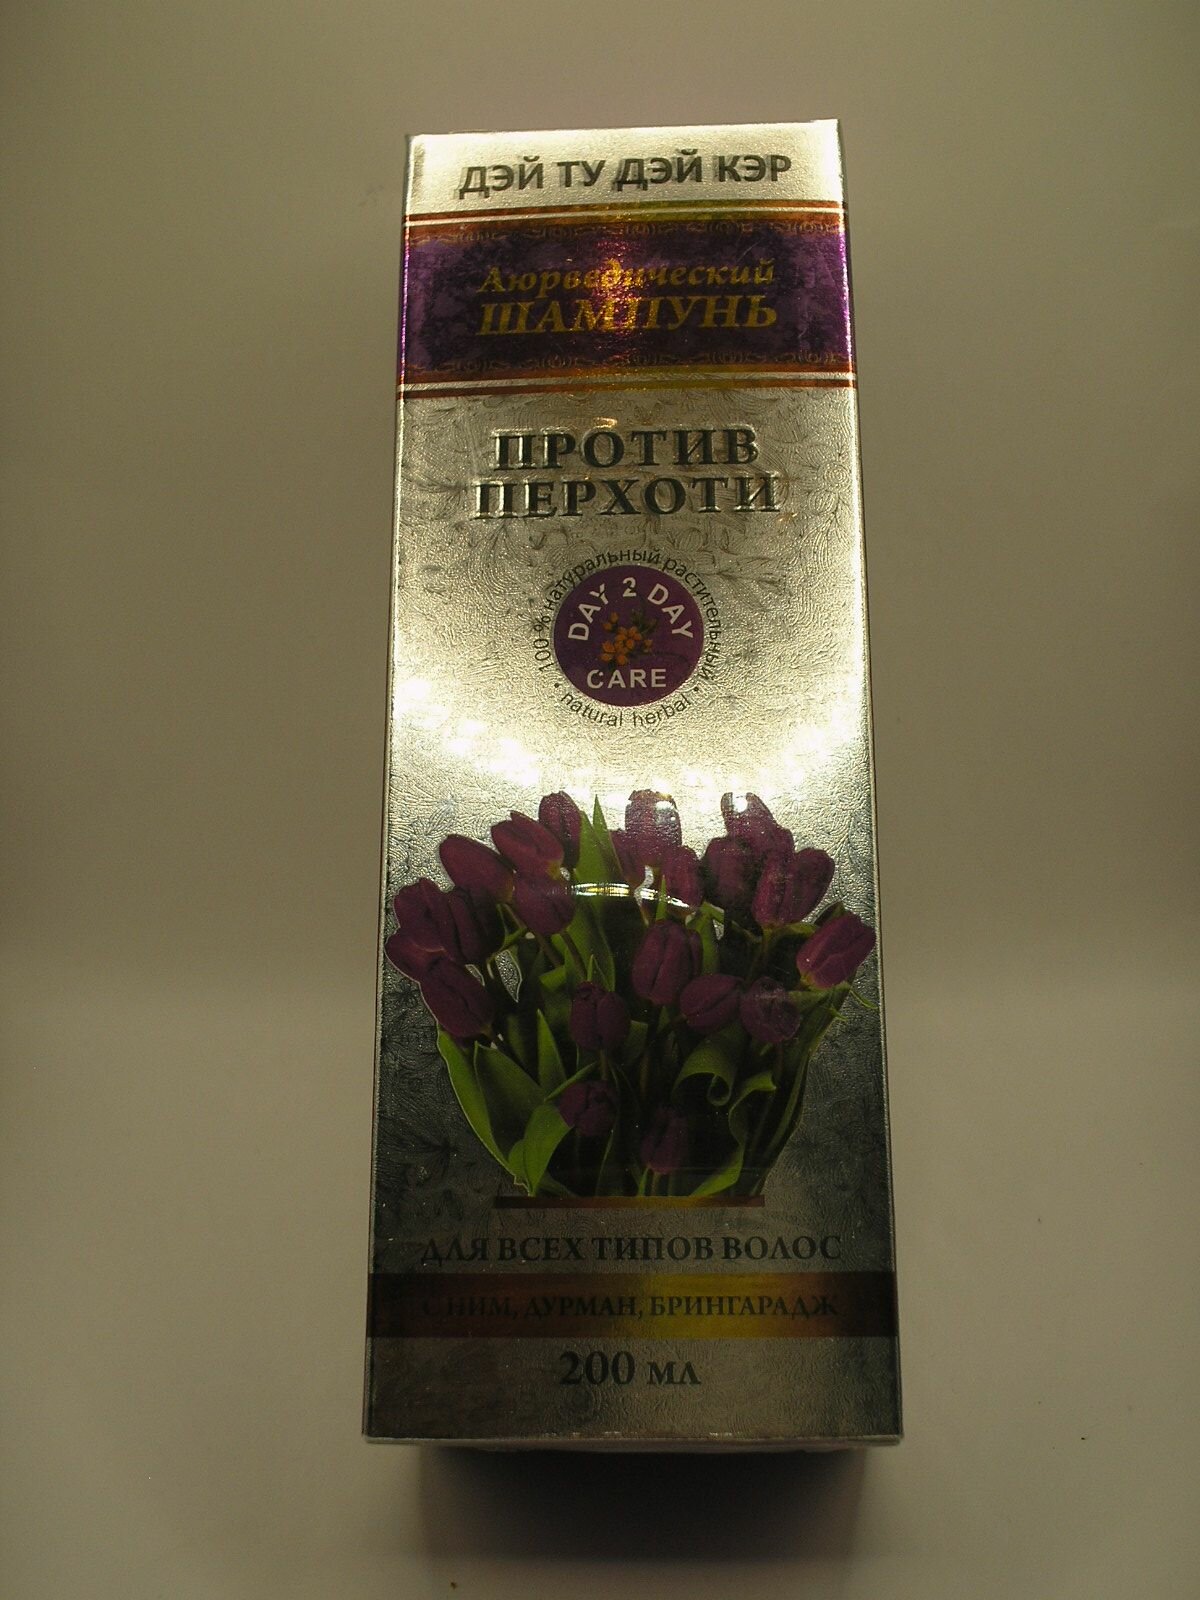 ДЭЙ ТУ ДЭЙ КЭР
Аюрведический
ШАМПУНЬ
ПРОТИВ
ПЕРХОТИ
100 % натуральный растительный
DAY 2 DAY
CARE
• natural herbal •
ДЛЯ ВСЕХ ТИПОВ ВОЛОС
С НИМ, ДУРМАН, БРИНГАРАДЖ
200 мл